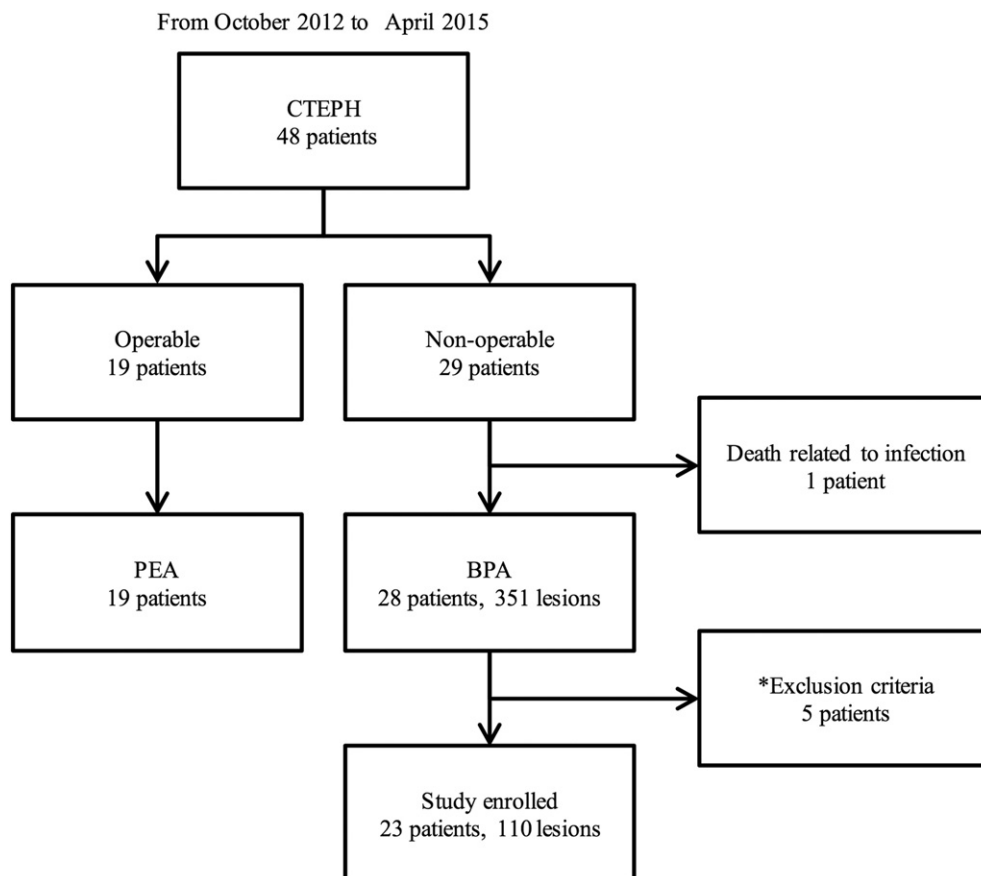 From October 2012 to April 2015
CTEPH
48 patients
Operable
19 patients
Non-operable
29 patients
Death related to infection
1 patient
PEA
19 patients
BPA
28 patients, 351 lesions
*Exclusion criteria
5 patients
Study enrolled
23 patients, 110 lesions